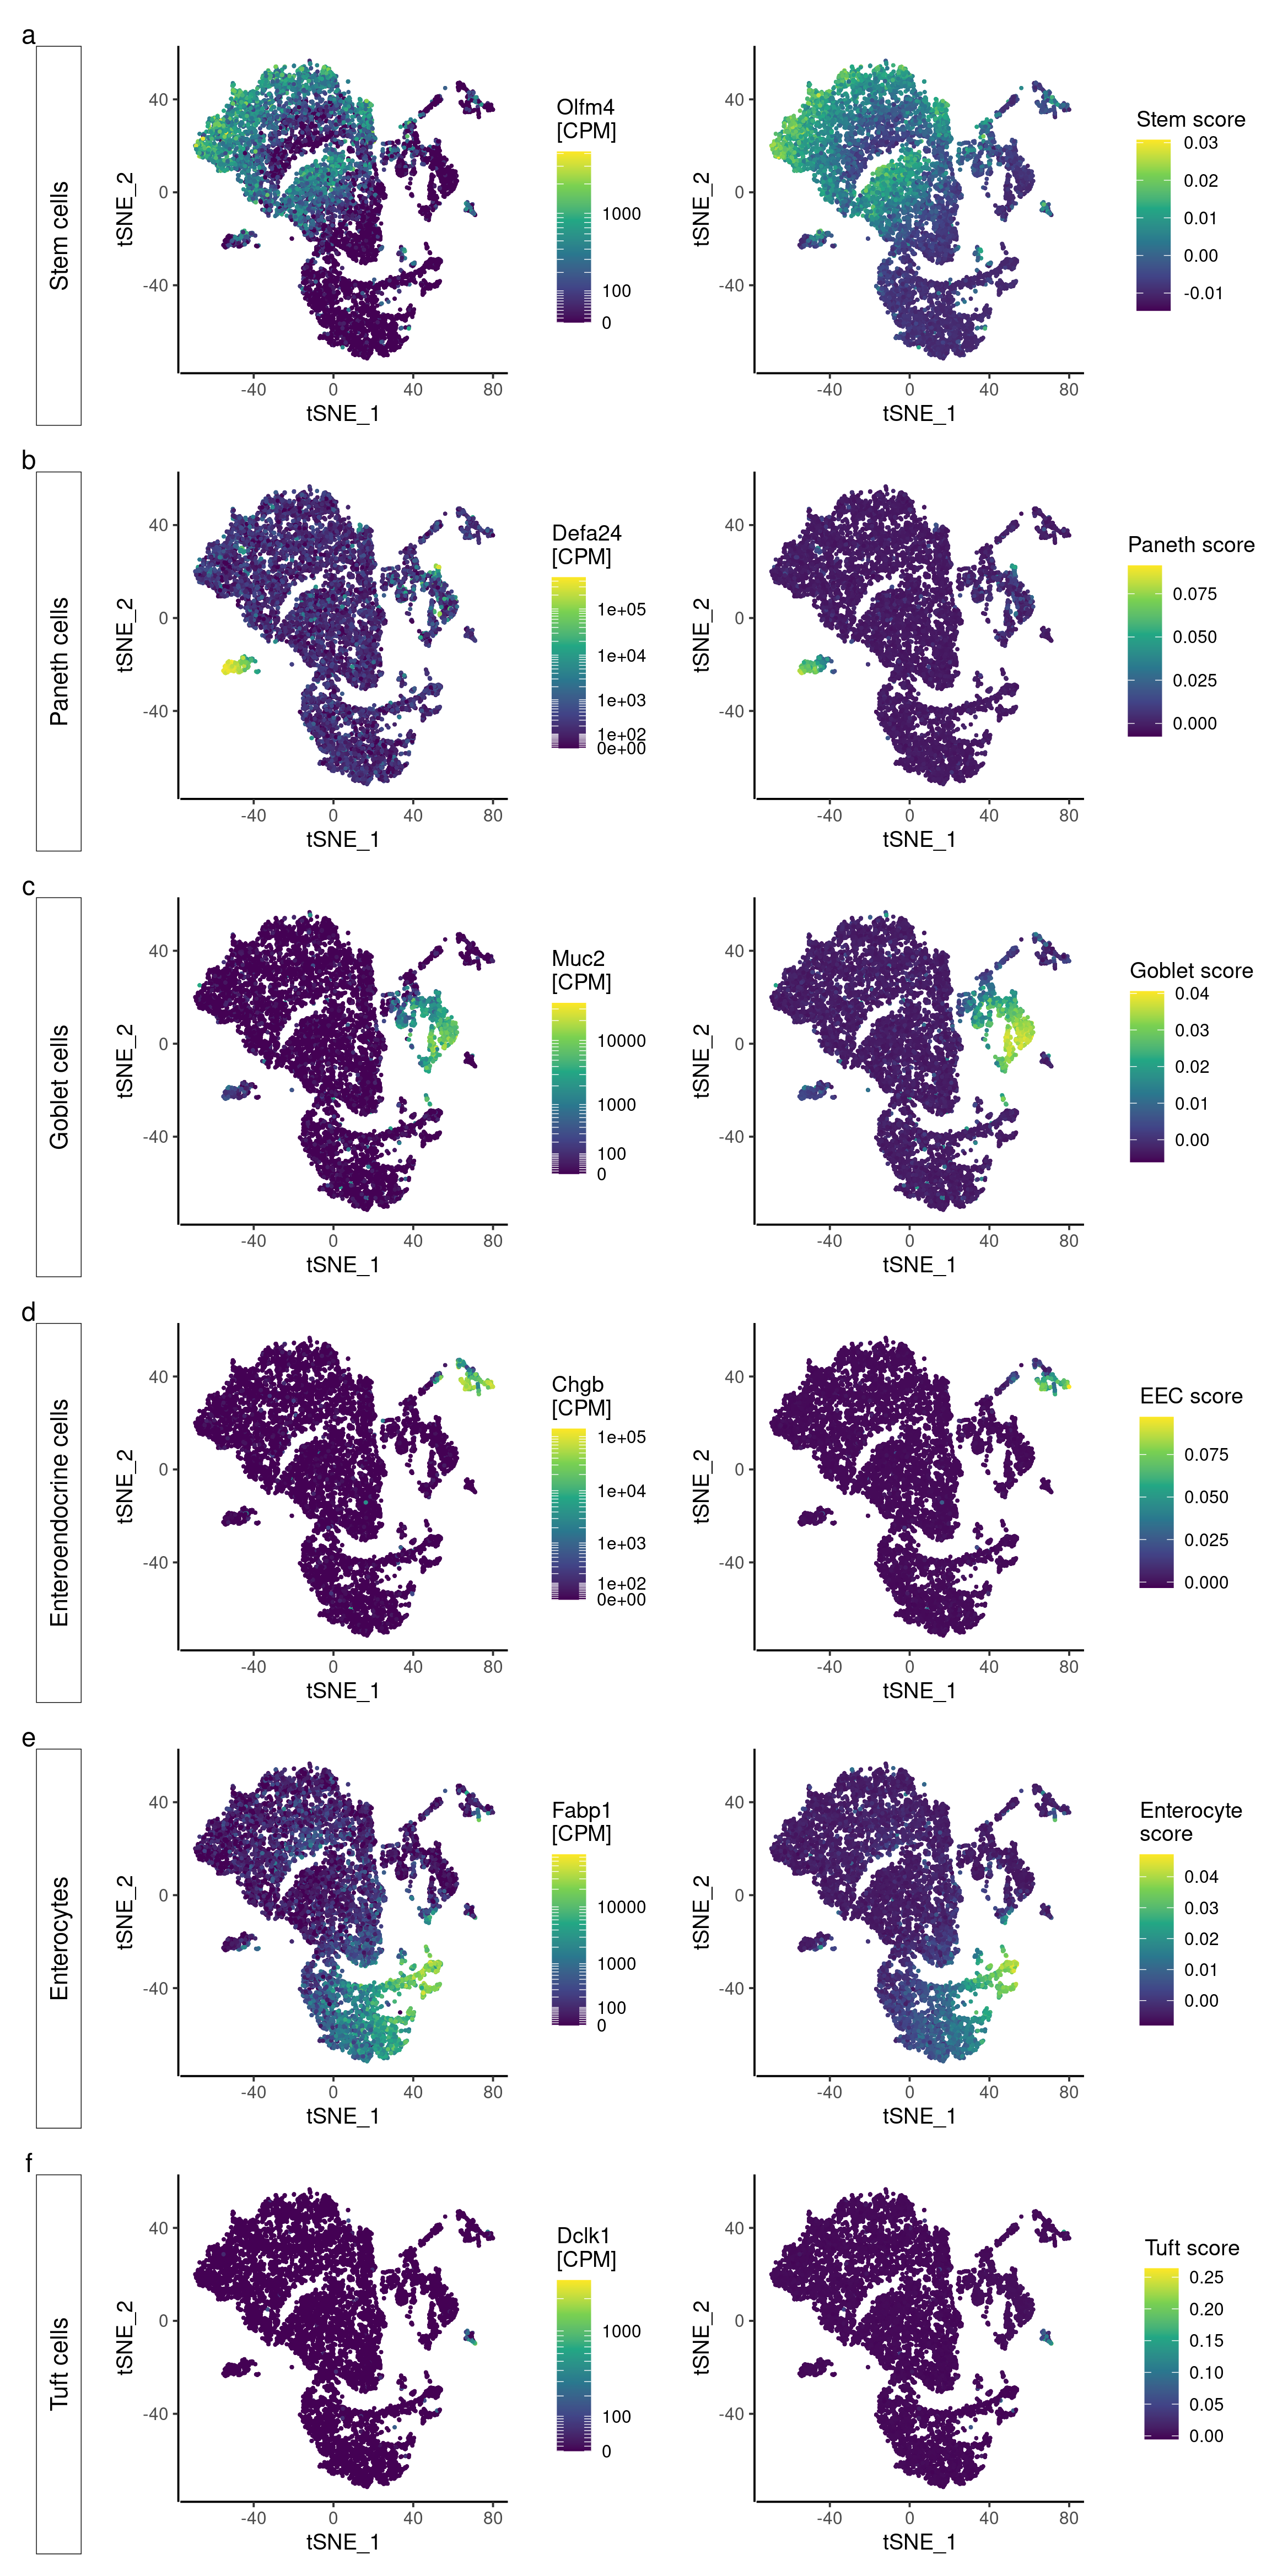 a
Stem cells
40
0
-40
tSNE_2
-40 0 40 80
tSNE_1
Olfm4
[CPM]
1000
100
0
40
0
-40
tSNE_2
-40 0 40 80
tSNE_1
Stem score
0.03
0.02
0.01
0.00
-0.01
b
Paneth cells
40
0
-40
tSNE_2
-40 0 40 80
tSNE_1
Defa24
[CPM]
1e+05
1e+04
1e+03
1e+02
0e+00
40
0
-40
tSNE_2
-40 0 40 80
tSNE_1
Paneth score
0.075
0.050
0.025
0.000
c
Goblet cells
40
0
-40
tSNE_2
-40 0 40 80
tSNE_1
Muc2
[CPM]
10000
1000
100
0
40
0
-40
tSNE_2
-40 0 40 80
tSNE_1
Goblet score
0.04
0.03
0.02
0.01
0.00
d
Enteroendocrine cells
40
0
-40
tSNE_2
-40 0 40 80
tSNE_1
Chgb
[CPM]
1e+05
1e+04
1e+03
1e+02
0e+00
40
0
-40
tSNE_2
-40 0 40 80
tSNE_1
EEC score
0.075
0.050
0.025
0.000
e
Enterocytes
40
0
-40
tSNE_2
-40 0 40 80
tSNE_1
Fabp1
[CPM]
10000
1000
100
0
40
0
-40
tSNE_2
-40 0 40 80
tSNE_1
Enterocyte
score
0.04
0.03
0.02
0.01
0.00
f
Tuft cells
40
0
-40
tSNE_2
-40 0 40 80
tSNE_1
Dclk1
[CPM]
1000
100
0
40
0
-40
tSNE_2
-40 0 40 80
tSNE_1
Tuft score
0.25
0.20
0.15
0.10
0.05
0.00